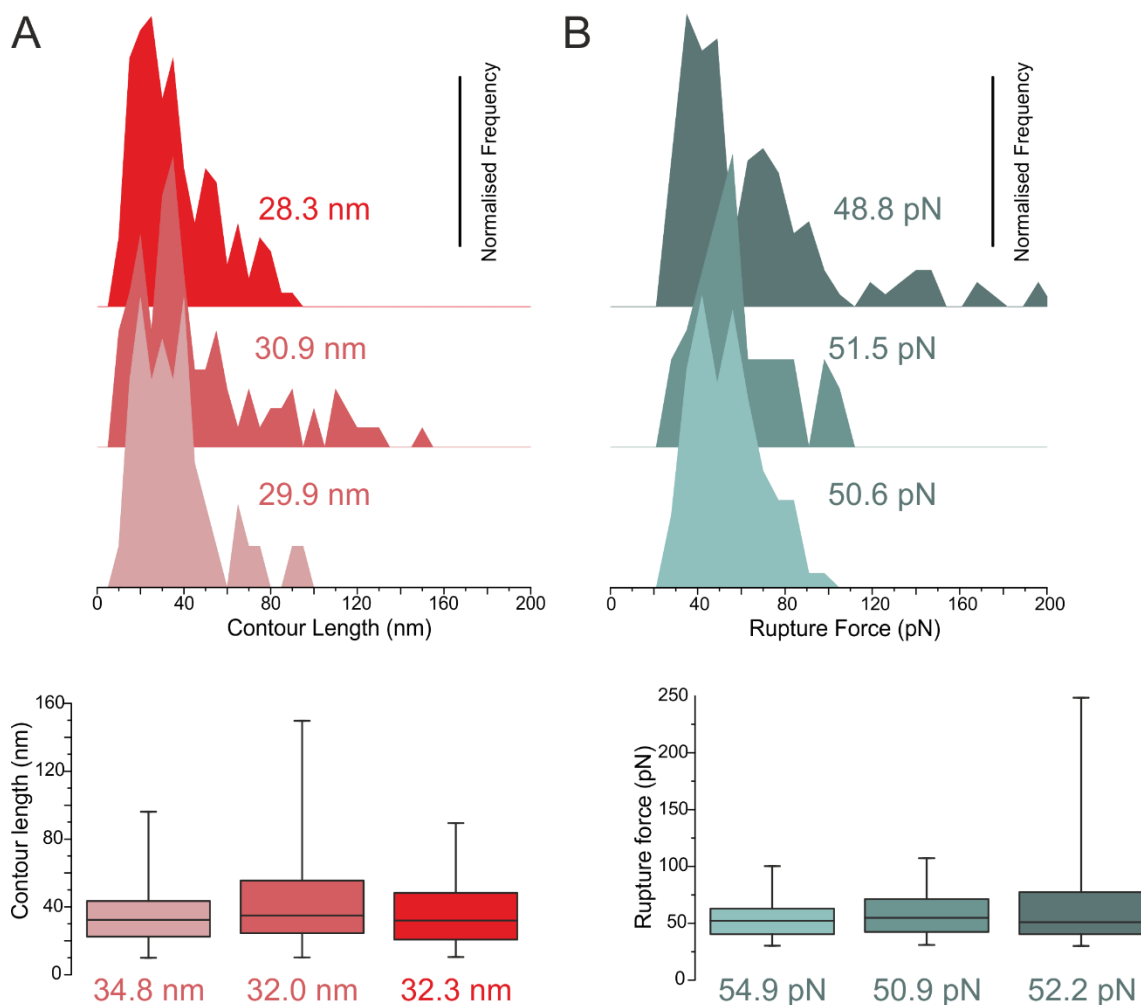 A
B
Normalised Frequency
Normalised Frequency
28.3 nm
48.8 pN
30.9 nm
51.5 pN
29.9 nm
50.6 pN
0 40 80 120 160 200
Contour Length (nm)
0 40 80 120 160 200
Rupture Force (pN)
Contour length (nm)
160
120
80
40
0
34.8 nm 32.0 nm 32.3 nm
Rupture force (pN)
250
200
150
100
50
0
54.9 pN 50.9 pN 52.2 pN